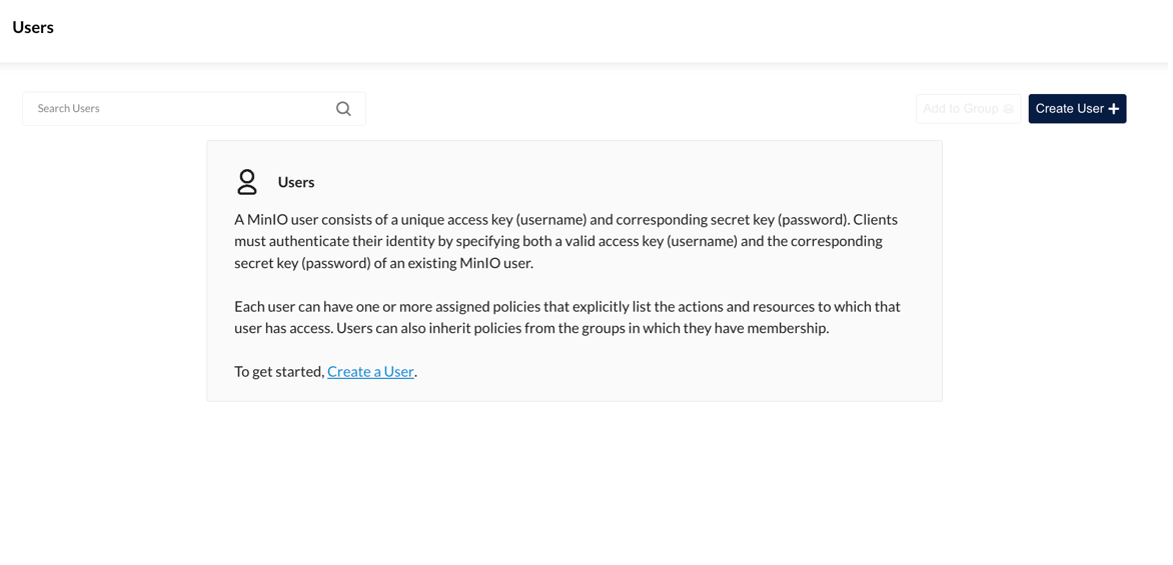 Users
Search Users
Add to Group
Create User
Users
A MinIO user consists of a unique access key (username) and corresponding secret key (password). Clients
must authenticate their identity by specifying both a valid access key (username) and the corresponding
secret key (password) of an existing MinIO user.
Each user can have one or more assigned policies that explicitly list the actions and resources to which that
user has access. Users can also inherit policies from the groups in which they have membership.
To get started, Create a User.